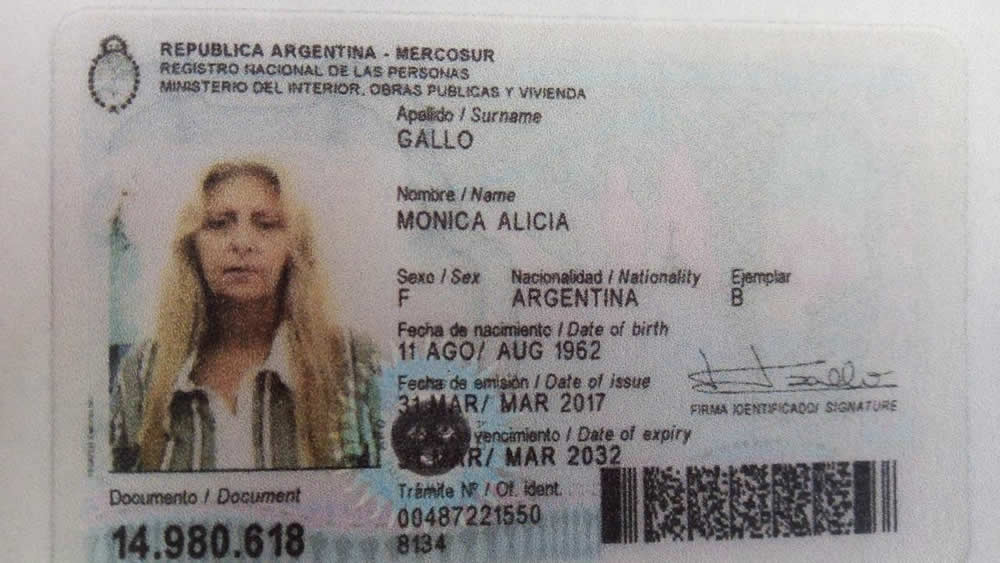 REPUBLICA ARGENTINA - MERCOSUR
REGISTRO NACIONAL DE LAS PERSONAS
MINISTERIO DEL INTERIOR, OBRAS PUBLICAS Y VIVIENDA
Apellido / Surname
GALLO
Nombre / Name
MONICA ALICIA
Sexo / Sex Nacionalidad / Nationality Ejemplar
F ARGENTINA B
Fecha de nacimiento / Date of birth
11 AGO/ AUG 1962
Fecha de emisión / Date of issue
31 MAR/ MAR 2017
FIRMA IDENTIFICADO/ SIGNATURE
vencimiento / Date of expiry
MAR 2032
Documento / Document
14.980.618
Trámite Nº / Of. ident.
00487221550
8134